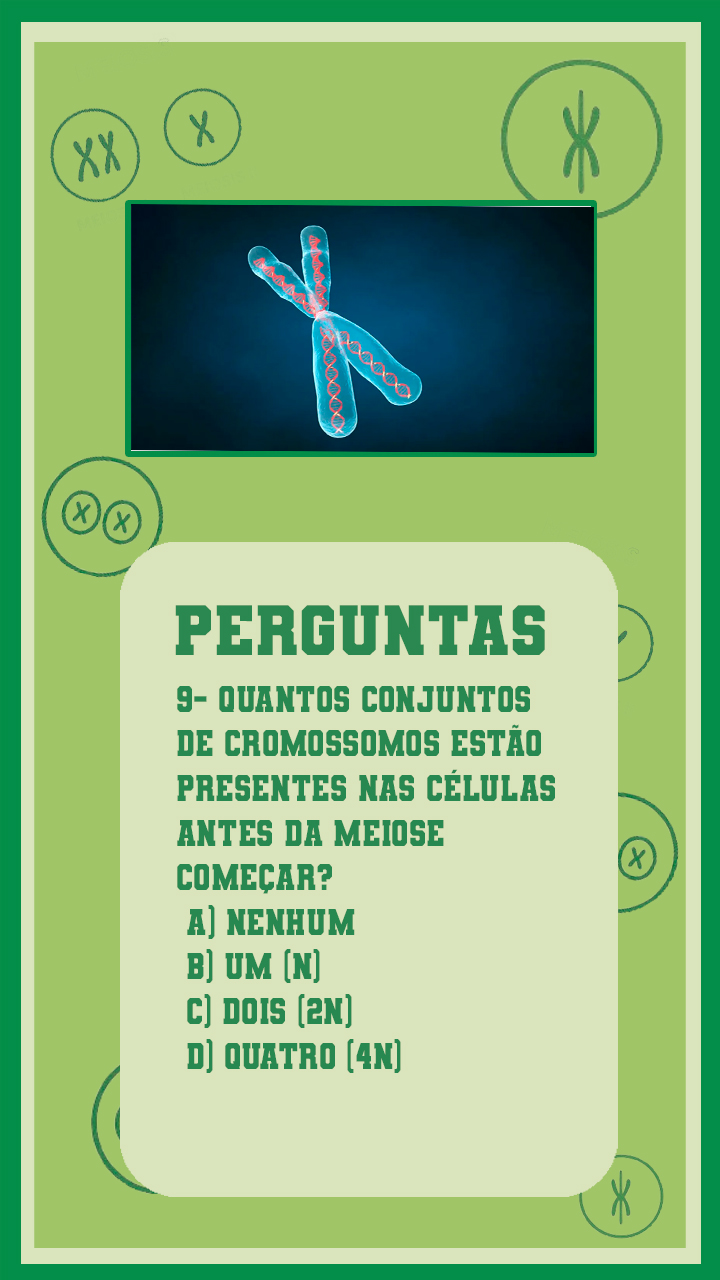 PERGUNTAS
9- QUANTOS CONJUNTOS
DE CROMOSSOMOS ESTÃO
PRESENTES NAS CÉLULAS
ANTES DA MEIOSE
COMEÇAR?
A) NENHUM
B) UM (N)
C) DOIS (2N)
D) QUATRO (4N)